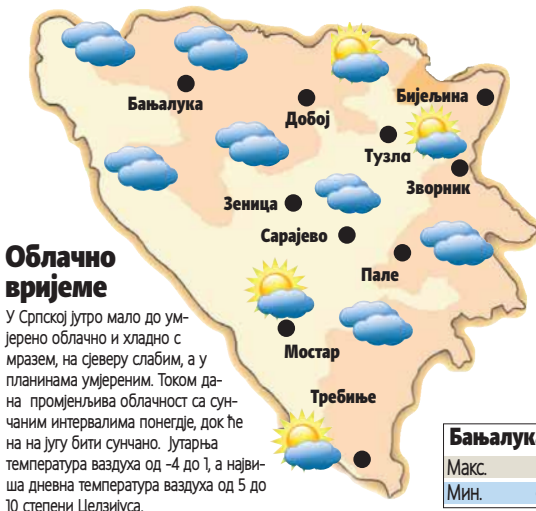 Бањалука
Добој
Бијељина
Тузла
Зворник
Зеница
Сарајево
Пале
Мостар
Требиње
Облачно
вријеме
У Српској јутро мало до ум-
јерено облачно и хладно с
мразем, на сјеверу слабим, а у
планинама умјереним. Током да-
на промјенљива облачност са сун-
чаним интервалима понегдје, док ће
на на југу бити сунчано. Јутарња
температура ваздуха од -4 до 1, а најви-
ша дневна температура ваздуха од 5 до
10 степени Целзијуса.
Бањалука
Макс.
Мин.